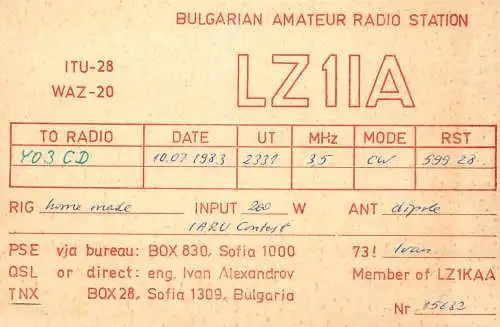 BULGARIAN AMATEUR RADIO STATION
ITU-28
WAZ-20
LZ1IA
TO RADIO DATE UT MHz MODE RST
YO3CD 10.07 1983 2331 3,5 CW 599 28
RIG home made INPUT 200 W ANT dipole
IARU Contest
PSE via bureau: BOX 830, Sofia 1000 73! Ivan
QSL or direct: eng. Ivan Alexandrov Member of LZ1KAA
TNX BOX 28, Sofia 1309, Bulgaria
Nr 15682